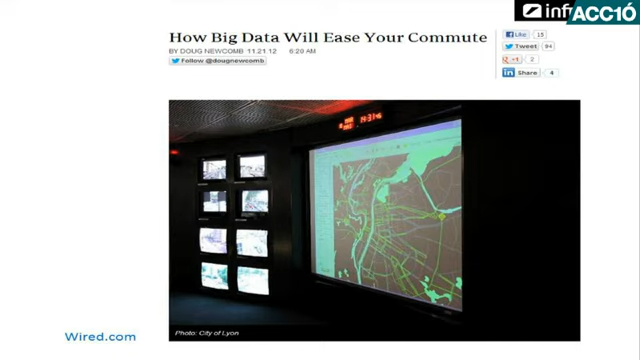 ACC1Ó
How Big Data Will Ease Your Commute
BY DOUG NEWCOMB 11.21.12 6:20 AM
Follow @dougnewcomb
Like 15
Tweet 94
+1 2
Share 4
Photo: City of Lyon
Wired.com